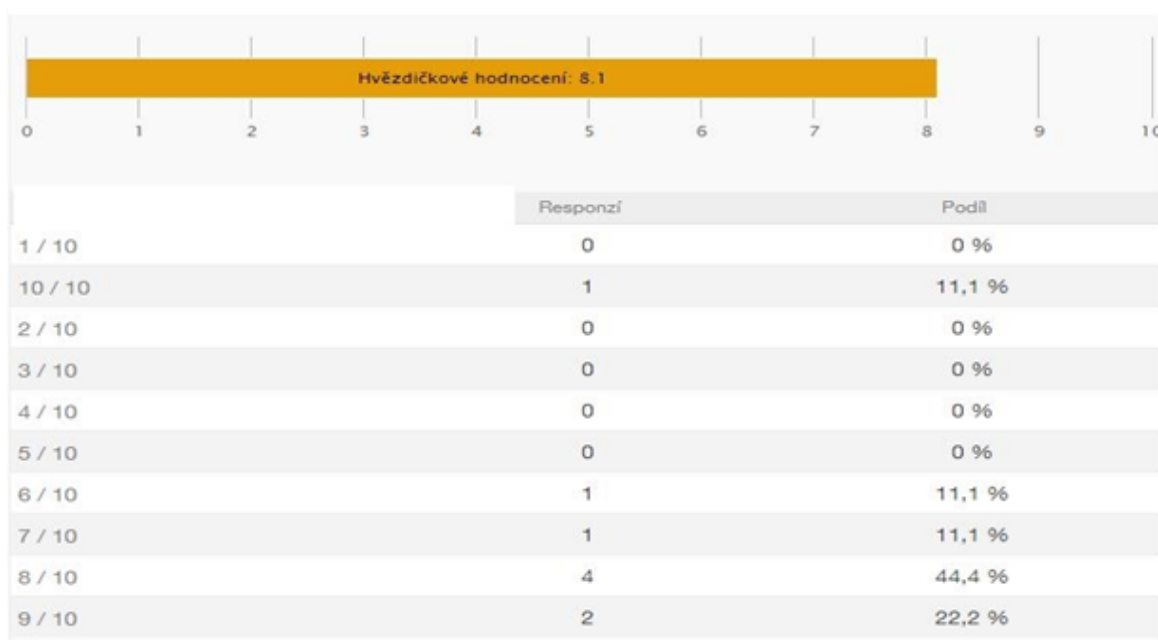 Hvězdičkové hodnocení: 8.1
0 1 2 3 4 5 6 7 8 9 10
Responzí Podíl
1 / 10 0 0 %
10 / 10 1 11,1 %
2 / 10 0 0 %
3 / 10 0 0 %
4 / 10 0 0 %
5 / 10 0 0 %
6 / 10 1 11,1 %
7 / 10 1 11,1 %
8 / 10 4 44,4 %
9 / 10 2 22,2 %